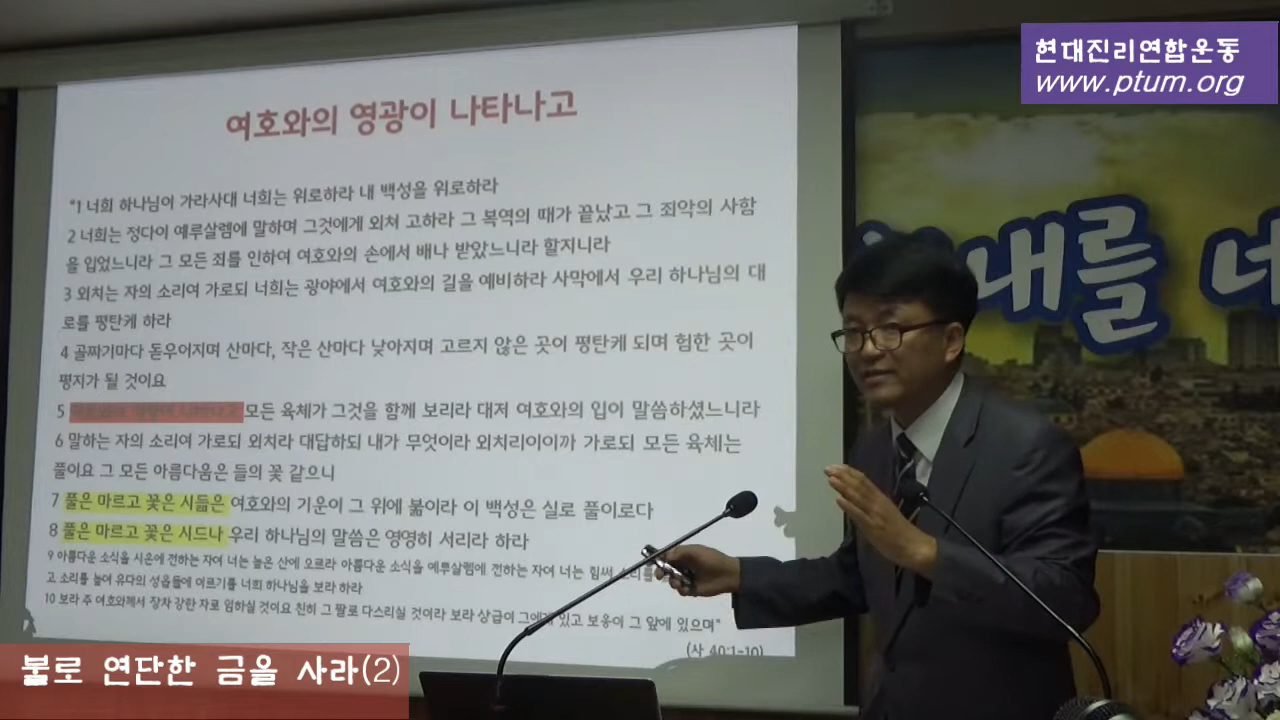 현대진리연합운동
www.ptum.org
여호와의 영광이 나타나고
"1 너희 하나님이 가라사대 너희는 위로하라 내 백성을 위로하라
2 너희는 정다이 예루살렘에 말하며 그것에게 외쳐 고하라 그 복역의 때가 끝났고 그 죄악의 사함
을 입었느니라 그 모든 죄를 인하여 여호와의 손에서 배나 받았느니라 할지니라
3 외치는 자의 소리여 가로되 너희는 광야에서 여호와의 길을 예비하라 사막에서 우리 하나님의 대
로를 평탄케 하라
4 골짜기마다 돋우어지며 산마다, 작은 산마다 낮아지며 고르지 않은 곳이 평탄케 되며 험한 곳이
평지가 될 것이요
5 여호와의 영광이 나타나고 모든 육체가 그것을 함께 보리라 대저 여호와의 입이 말씀하셨느니라
6 말하는 자의 소리여 가로되 외치라 대답하되 내가 무엇이라 외치리이이까 가로되 모든 육체는
풀이요 그 모든 아름다움은 들의 꽃 같으니
7 풀은 마르고 꽃은 시듦은 여호와의 기운이 그 위에 붊이라 이 백성은 실로 풀이로다
8 풀은 마르고 꽃은 시드나 우리 하나님의 말씀은 영영히 서리라 하라
9 아름다운 소식을 시온에 전하는 자여 너는 높은 산에 오르라 아름다운 소식을 예루살렘에 전하는 자여 너는 힘써 소리를
고 소리를 높여 유다의 성읍들에 이르기를 너희 하나님을 보라 하라
10 보라 주 여호와께서 장차 강한 자로 임하실 것이요 친히 그 팔로 다스리실 것이라 보라 상급이 그에게 있고 보응이 그 앞에 있으며"
(사 40:1-10)
내를 너
불로 연단한 금을 사라(2)